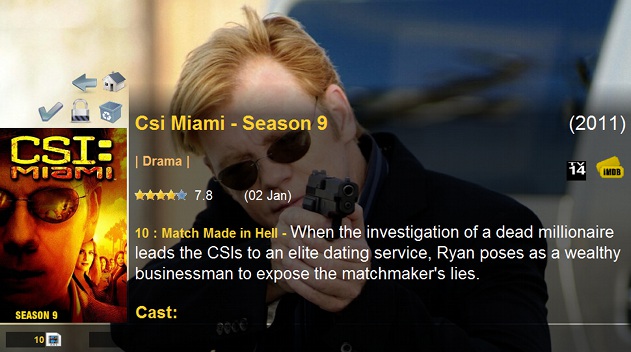 Csi Miami - Season 9
(2011)
| Drama |
14
IMDB
7.8
(02 Jan)
10 : Match Made in Hell - When the investigation of a dead millionaire
leads the CSIs to an elite dating service, Ryan poses as a wealthy
businessman to expose the matchmaker's lies.
Cast:
CSI:
MIAMI
SEASON 9
10